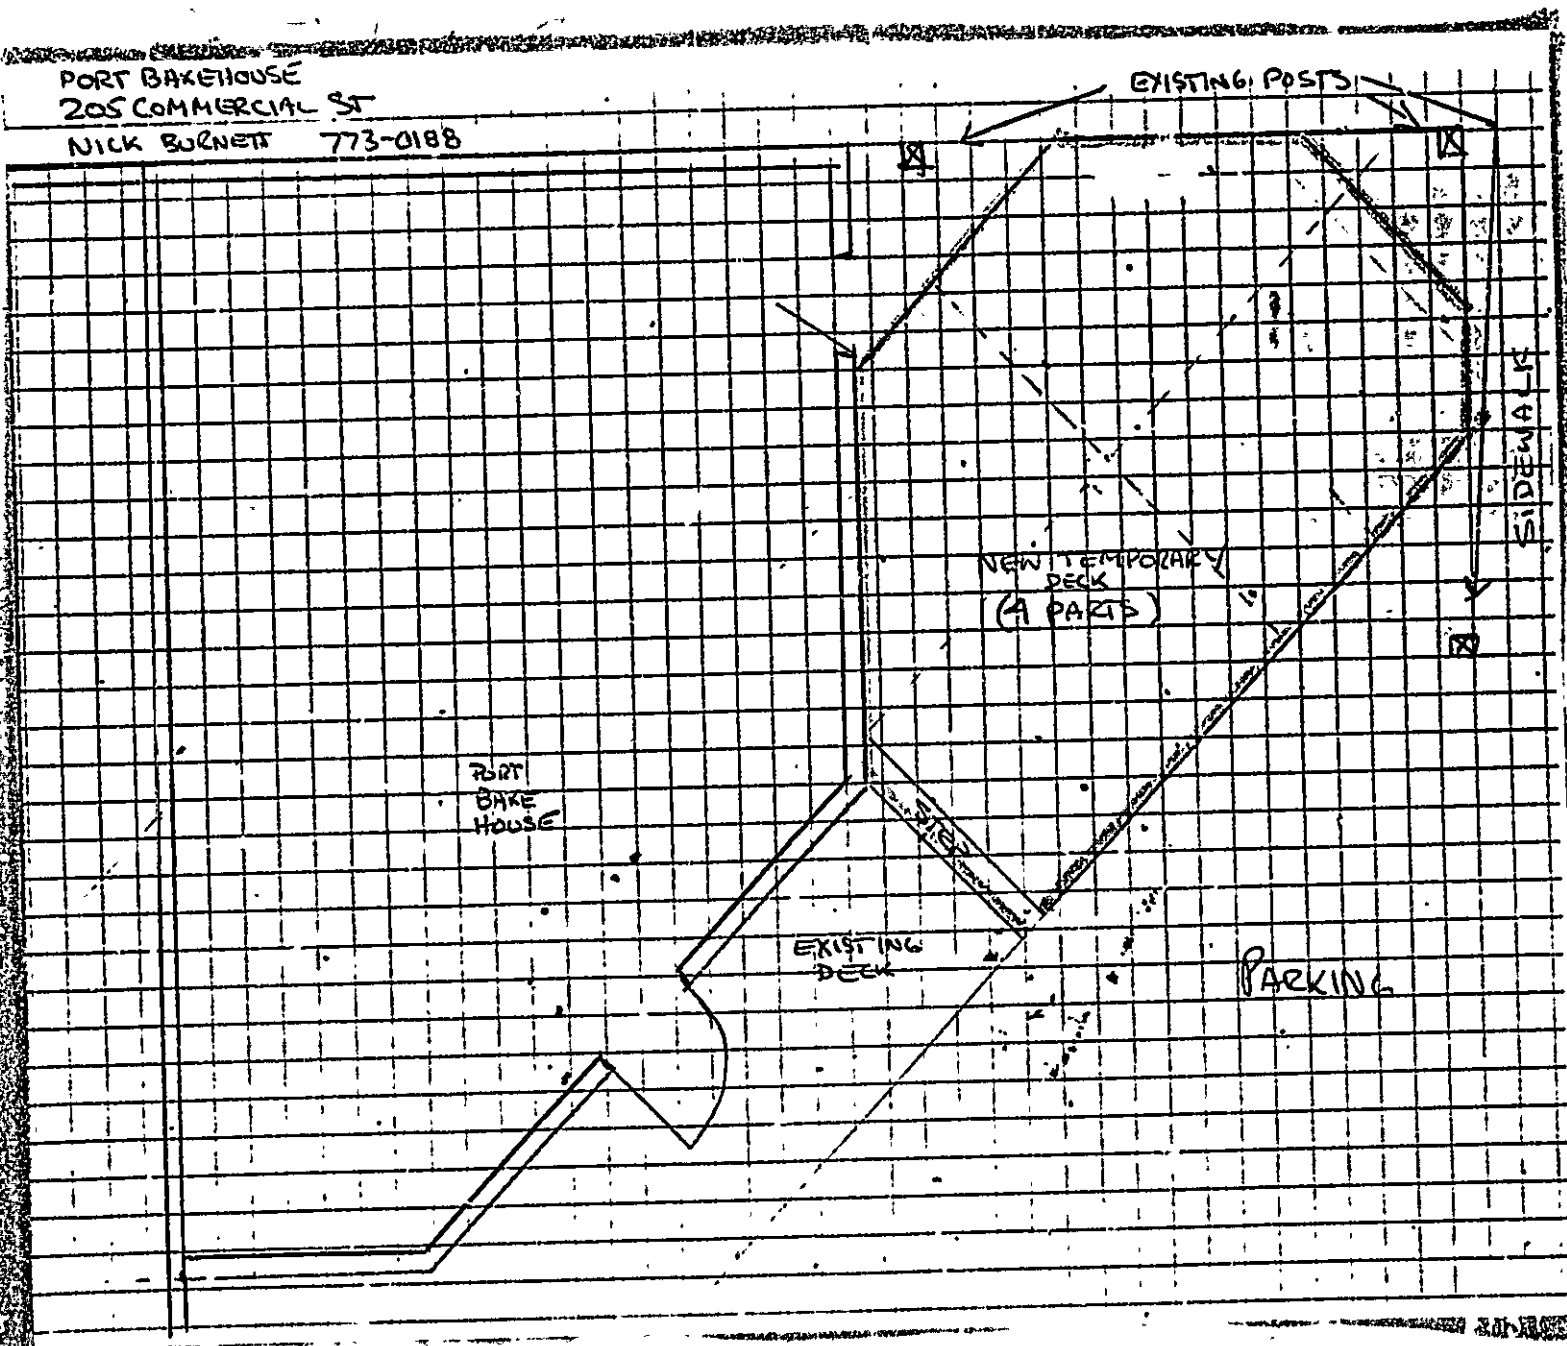 PORT BAKEHOUSE
205 COMMERCIAL ST
NICK BURNETT 773-0188
EXISTING POSTS
SIDEWALK
NEW TEMPORARY
DECK
(4 PARTS)
PORT
BAKE
HOUSE
STEP
EXISTING
DECK
PARKING